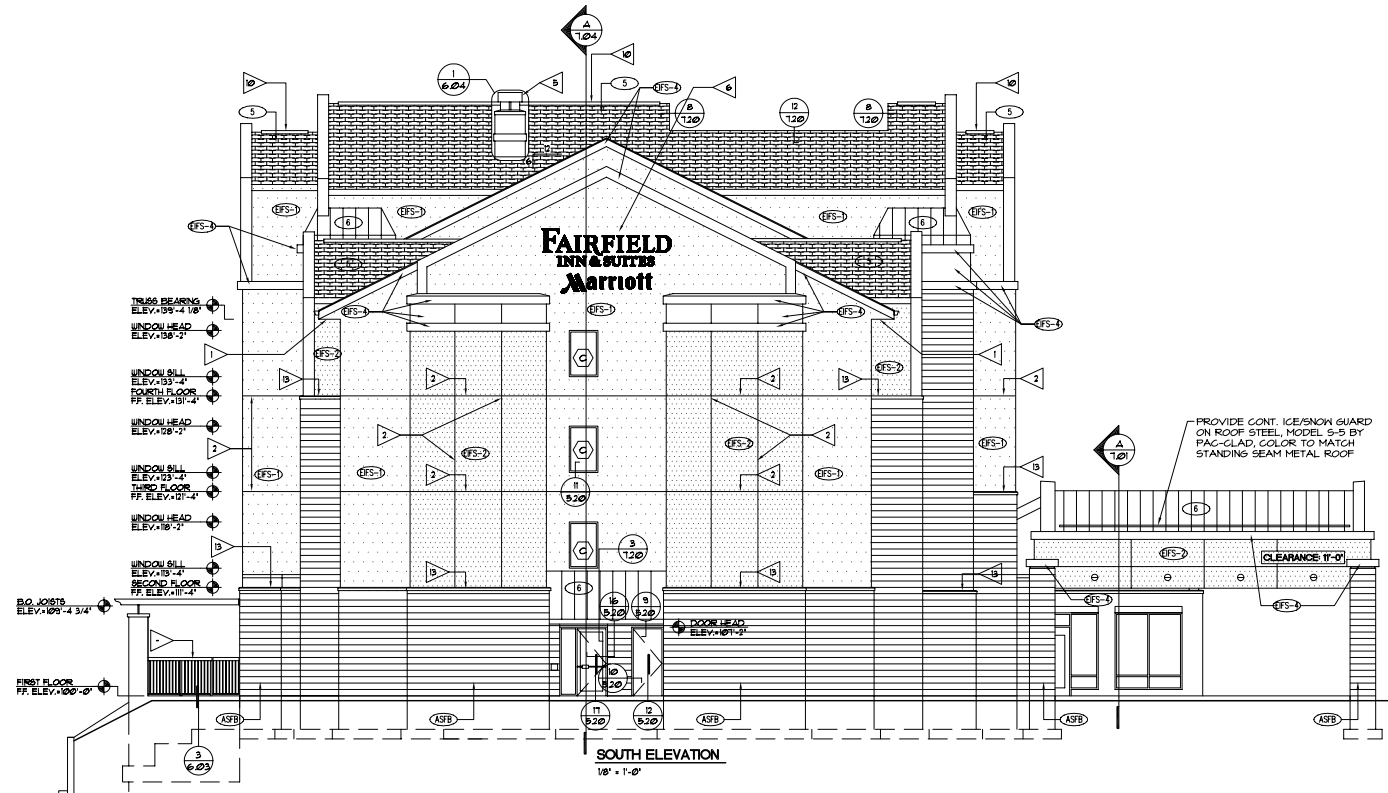 A
7.04
10
1
6.04
5
5
EIFS-4
6
10
10
5
8
7.20
12
7.20
8
7.20
5
12
6
EIFS-1
6
EIFS-1
EIFS-1
6
EIFS-1
EIFS-4
FAIRFIELD
INN & SUITES
Marriott
TRUSS BEARING
ELEV.=139'-4 1/8"
EIFS-4
EIFS-1
EIFS-4
EIFS-4
WINDOW HEAD
ELEV.=138'-2"
1
EIFS-2
C
EIFS-2
1
WINDOW SILL
ELEV.=133'-4"
13
2
2
13
2
FOURTH FLOOR
F.F. ELEV.=131'-4"
WINDOW HEAD
ELEV.=128'-2"
2
2
EIFS-2
C
EIFS-2
2
EIFS-1
PROVIDE CONT. ICE/SNOW GUARD
ON ROOF STEEL, MODEL S-5 BY
PAC-CLAD, COLOR TO MATCH
STANDING SEAM METAL ROOF
A
7.01
WINDOW SILL
ELEV.=123'-4"
EIFS-1
EIFS-1
2
2
EIFS-1
13
THIRD FLOOR
F.F. ELEV.=121'-4"
11
5.20
6
WINDOW HEAD
ELEV.=118'-2"
13
C
3
7.20
EIFS-2
CLEARANCE: 11'-0"
WINDOW SILL
ELEV.=113'-4"
13
13
13
SECOND FLOOR
F.F. ELEV.=111'-4"
6
B.O. JOISTS
ELEV.=109'-4 3/4"
16
5.20
9
5.20
EIFS-4
EIFS-4
DOOR HEAD
ELEV.=107'-2"
-
10
5.20
FIRST FLOOR
F.F. ELEV.=100'-0"
ASFB
ASFB
17
5.20
12
5.20
ASFB
ASFB
ASFB
3
6.03
SOUTH ELEVATION
1/8" = 1'-0"